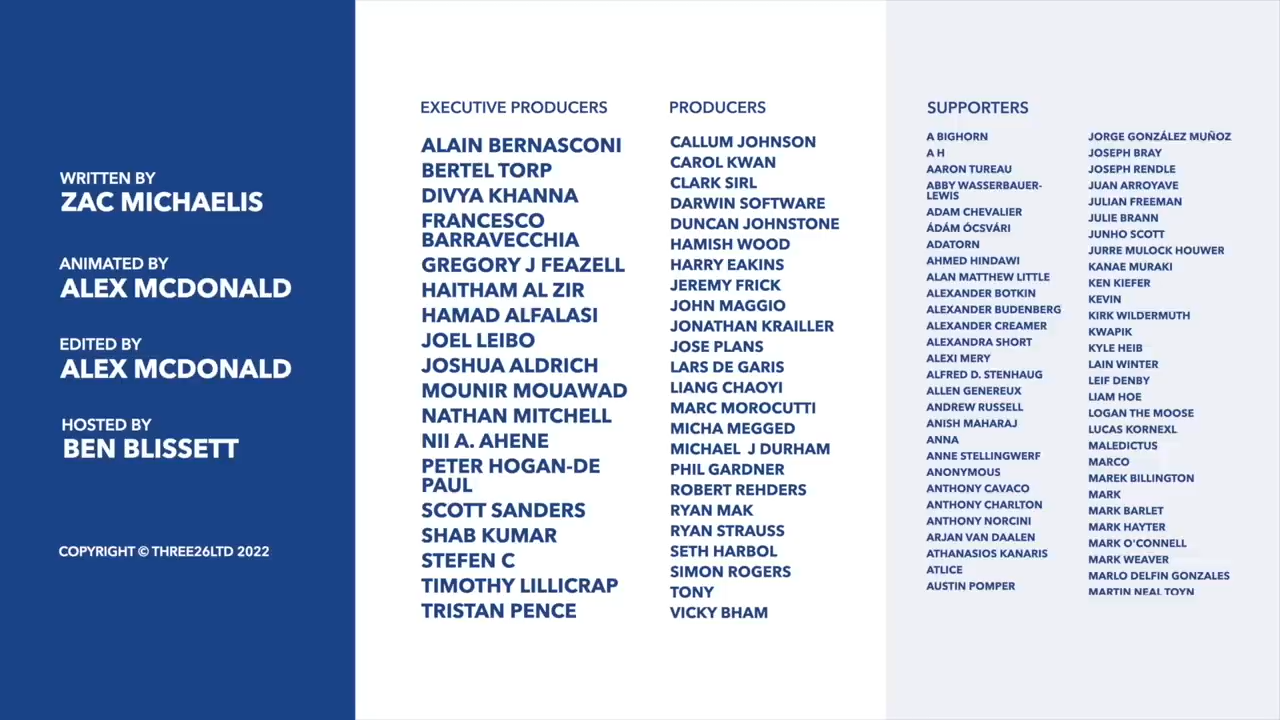 WRITTEN BY
ZAC MICHAELIS
ANIMATED BY
ALEX MCDONALD
EDITED BY
ALEX MCDONALD
HOSTED BY
BEN BLISSETT
COPYRIGHT © THREE26LTD 2022
EXECUTIVE PRODUCERS
ALAIN BERNASCONI
BERTEL TORP
DIVYA KHANNA
FRANCESCO
BARRAVECCHIA
GREGORY J FEAZELL
HAITHAM AL ZIR
HAMAD ALFALASI
JOEL LEIBO
JOSHUA ALDRICH
MOUNIR MOUAWAD
NATHAN MITCHELL
NII A. AHENE
PETER HOGAN-DE
PAUL
SCOTT SANDERS
SHAB KUMAR
STEFEN C
TIMOTHY LILLICRAP
TRISTAN PENCE
PRODUCERS
CALLUM JOHNSON
CAROL KWAN
CLARK SIRL
DARWIN SOFTWARE
DUNCAN JOHNSTONE
HAMISH WOOD
HARRY EAKINS
JEREMY FRICK
JOHN MAGGIO
JONATHAN KRAILLER
JOSE PLANS
LARS DE GARIS
LIANG CHAOYI
MARC MOROCUTTI
MICHA MEGGED
MICHAEL J DURHAM
PHIL GARDNER
ROBERT REHDERS
RYAN MAK
RYAN STRAUSS
SETH HARBOL
SIMON ROGERS
TONY
VICKY BHAM
SUPPORTERS
A BIGHORN
A H
AARON TUREAU
ABBY WASSERBAUER-
LEWIS
ADAM CHEVALIER
ÁDÁM ÓCSVÁRI
ADATORN
AHMED HINDAWI
ALAN MATTHEW LITTLE
ALEXANDER BOTKIN
ALEXANDER BUDENBERG
ALEXANDER CREAMER
ALEXANDRA SHORT
ALEXI MERY
ALFRED D. STENHAUG
ALLEN GENEREUX
ANDREW RUSSELL
ANISH MAHARAJ
ANNA
ANNE STELLINGWERF
ANONYMOUS
ANTHONY CAVACO
ANTHONY CHARLTON
ANTHONY NORCINI
ARJAN VAN DAALEN
ATHANASIOS KANARIS
ATLICE
AUSTIN POMPER
JORGE GONZÁLEZ MUÑOZ
JOSEPH BRAY
JOSEPH RENDLE
JUAN ARROYAVE
JULIAN FREEMAN
JULIE BRANN
JUNHO SCOTT
JURRE MULOCK HOUWER
KANAE MURAKI
KEN KIEFER
KEVIN
KIRK WILDERMUTH
KWAPIK
KYLE HEIB
LAIN WINTER
LEIF DENBY
LIAM HOE
LOGAN THE MOOSE
LUCAS KORNEXL
MALEDICTUS
MARCO
MAREK BILLINGTON
MARK
MARK BARLET
MARK HAYTER
MARK O'CONNELL
MARK WEAVER
MARLO DELFIN GONZALES
MARTIN NEAL TOYN